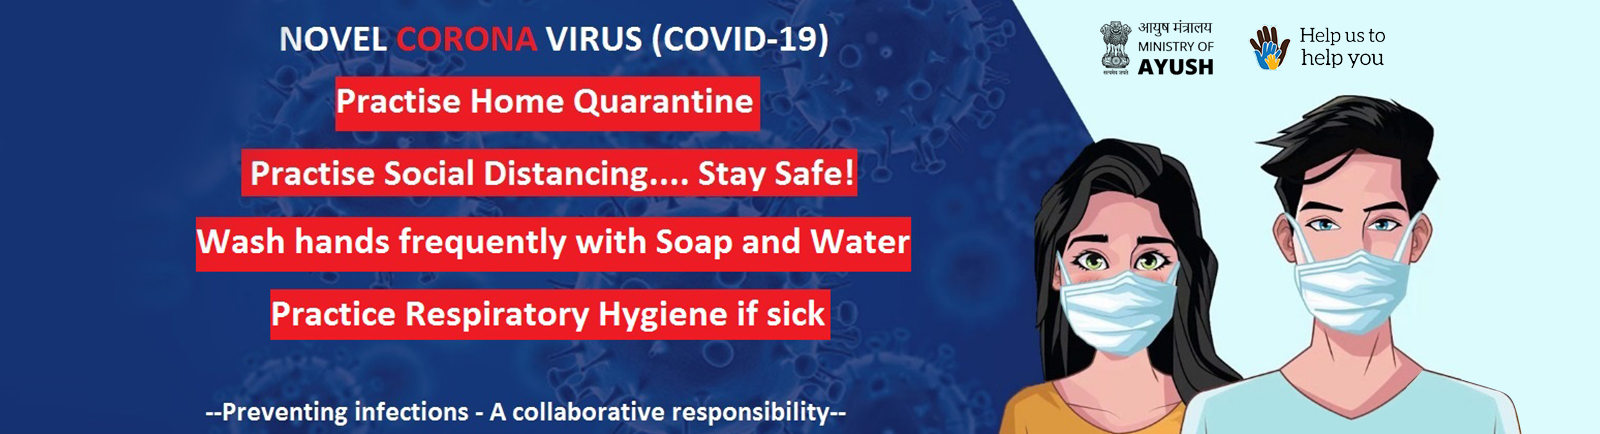 NOVEL CORONA VIRUS (COVID-19)
Practise Home Quarantine
Practise Social Distancing.... Stay Safe!
Wash hands frequently with Soap and Water
Practice Respiratory Hygiene if sick
--Preventing infections - A collaborative responsibility--
आयुष मंत्रालय
MINISTRY OF
AYUSH
सत्यमेव जयते
Help us to
help you